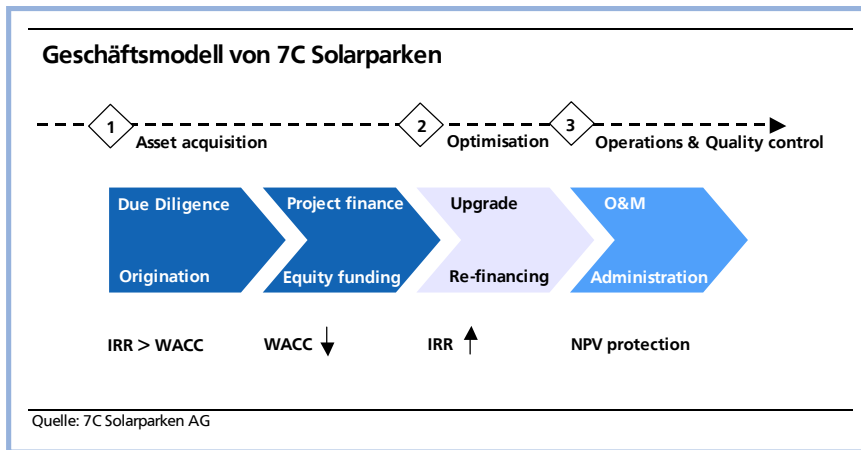 Geschäftsmodell von 7C Solarparken
1 2 3
Asset acquisition Optimisation Operations & Quality control
Due Diligence Project finance Upgrade O&M
Origination Equity funding Re-financing Administration
IRR > WACC WACC IRR NPV protection
Quelle: 7C Solarparken AG